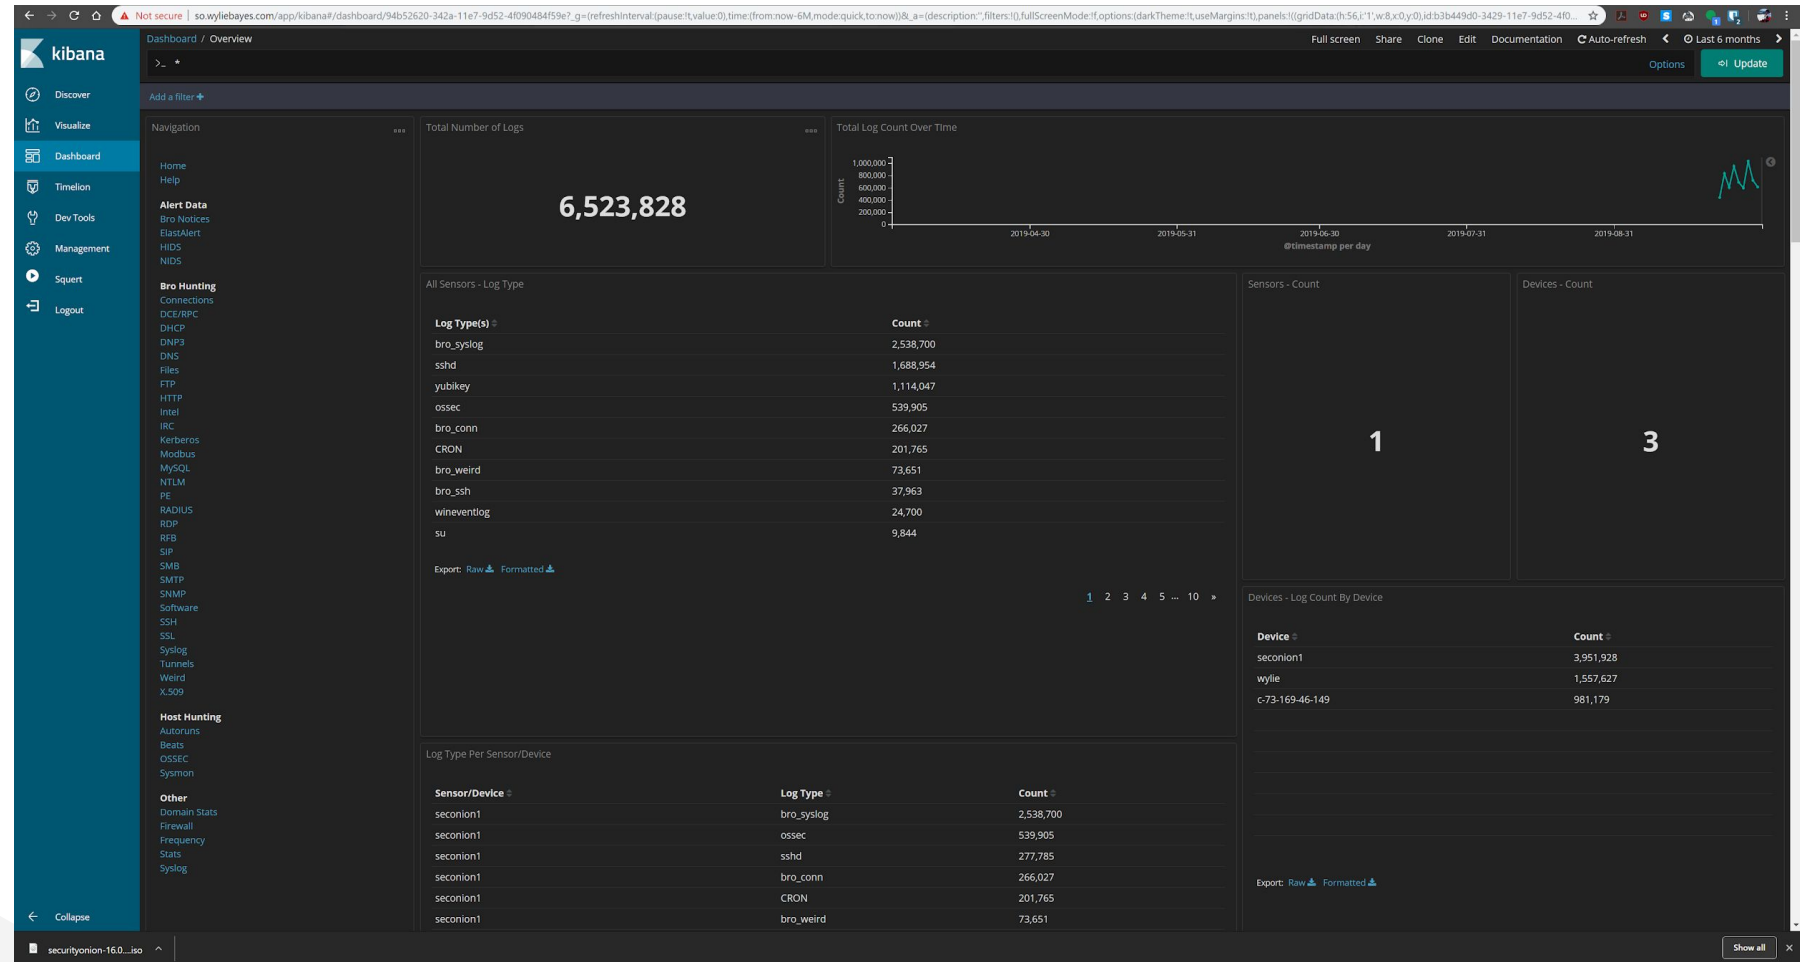 Not secure | so.wyliebayes.com/app/kibana#/dashboard/94b52620-342a-11e7-9d52-4f090484f59e?_g=(refreshInterval:(pause:!t,value:0),time:(from:now-6M,mode:quick,to:now))&_a=(description:'',filters:!(),fullScreenMode:!f,options:(darkTheme:!t,useMargins:!t),panels:!((gridData:(h:56,i:'1',w:8,x:0,y:0),id:b3b449d0-3429-11e7-9d52-4f0...
kibana
Dashboard / Overview
Full screen Share Clone Edit Documentation Auto-refresh Last 6 months
>_ *
Options Update
Add a filter +
Discover
Visualize
Dashboard
Timelion
Dev Tools
Management
Squert
Logout
Collapse
Navigation
Home
Help
Alert Data
Bro Notices
ElastAlert
HIDS
NIDS
Bro Hunting
Connections
DCE/RPC
DHCP
DNP3
DNS
Files
FTP
HTTP
Intel
IRC
Kerberos
Modbus
MySQL
NTLM
PE
RADIUS
RDP
RFB
SIP
SMB
SMTP
SNMP
Software
SSH
SSL
Syslog
Tunnels
Weird
X.509
Host Hunting
Autoruns
Beats
OSSEC
Sysmon
Other
Domain Stats
Firewall
Frequency
Stats
Syslog
Total Number of Logs
6,523,828
Total Log Count Over Time
Count
1,000,000
800,000
600,000
400,000
200,000
0
2019-04-30 2019-05-31 2019-06-30 2019-07-31 2019-08-31
@timestamp per day
All Sensors - Log Type
Log Type(s) Count
bro_syslog 2,538,700
sshd 1,688,954
yubikey 1,114,047
ossec 539,905
bro_conn 266,027
CRON 201,765
bro_weird 73,651
bro_ssh 37,963
wineventlog 24,700
su 9,844
Export: Raw Formatted
1 2 3 4 5 ... 10 »
Sensors - Count
1
Devices - Count
3
Devices - Log Count By Device
Device Count
seconion1 3,951,928
wylie 1,557,627
c-73-169-46-149 981,179
Export: Raw Formatted
Log Type Per Sensor/Device
Sensor/Device Log Type Count
seconion1 bro_syslog 2,538,700
seconion1 ossec 539,905
seconion1 sshd 277,785
seconion1 bro_conn 266,027
seconion1 CRON 201,765
seconion1 bro_weird 73,651
securityonion-16.0....iso
Show all